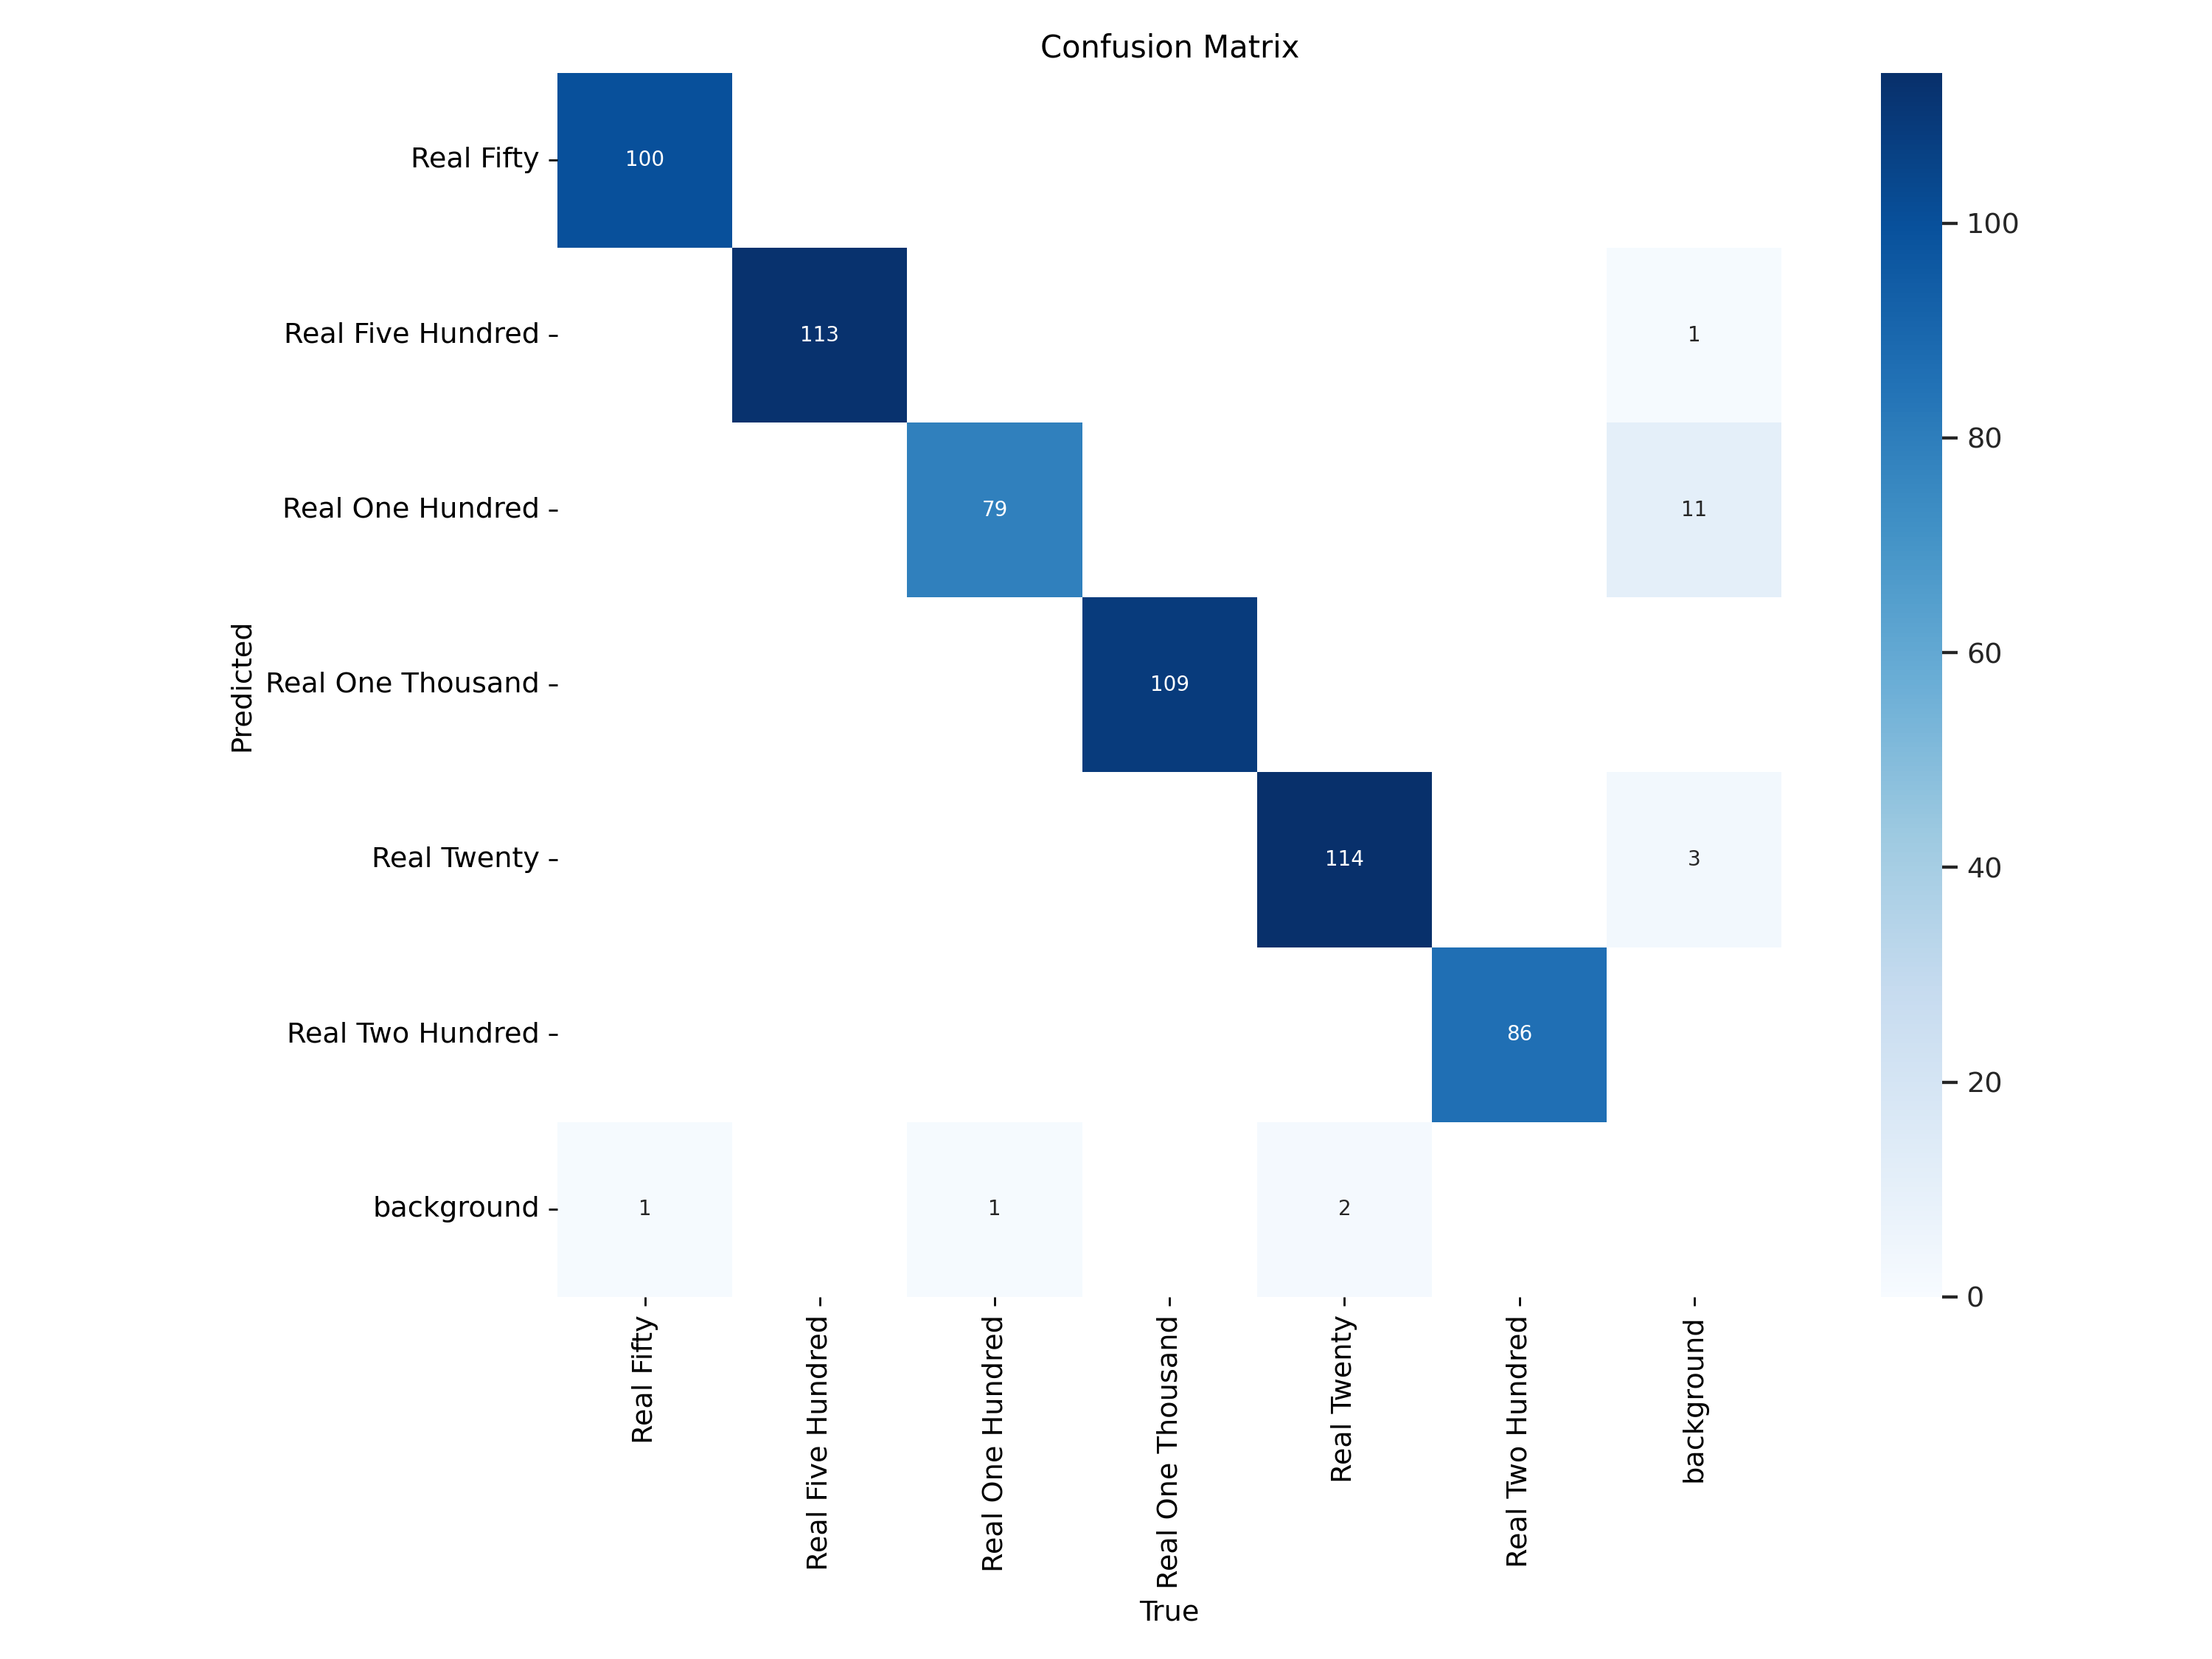 Confusion Matrix
Real Fifty
100
Real Five Hundred
113
1
Real One Hundred
79
11
Real One Thousand
109
Real Twenty
114
3
Real Two Hundred
86
background
1
1
2
Predicted
Real Fifty
Real Five Hundred
Real One Hundred
Real One Thousand
Real Twenty
Real Two Hundred
background
True
100
80
60
40
20
0